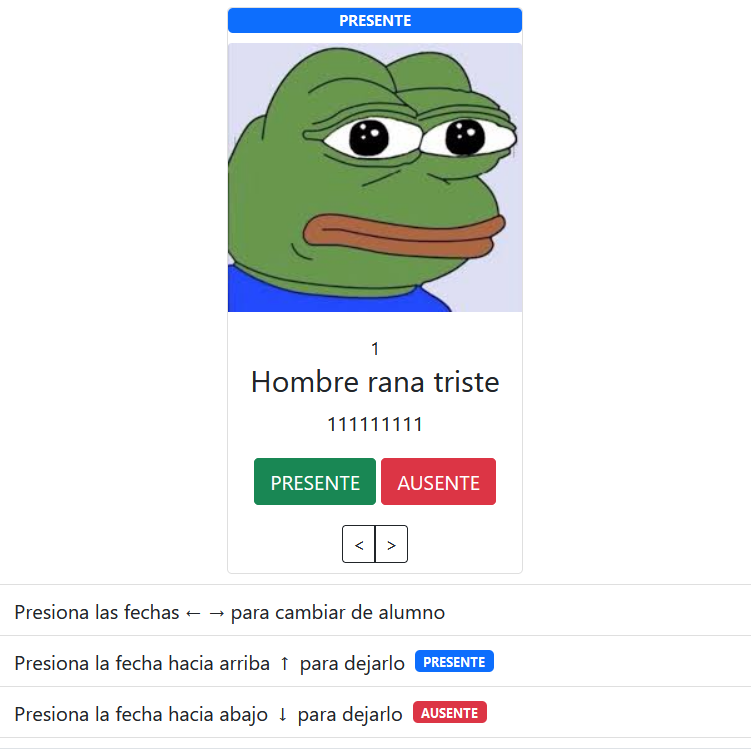 PRESENTE
1
Hombre rana triste
111111111
PRESENTE AUSENTE
< >
Presiona las fechas ← → para cambiar de alumno
Presiona la fecha hacia arriba ↑ para dejarlo PRESENTE
Presiona la fecha hacia abajo ↓ para dejarlo AUSENTE